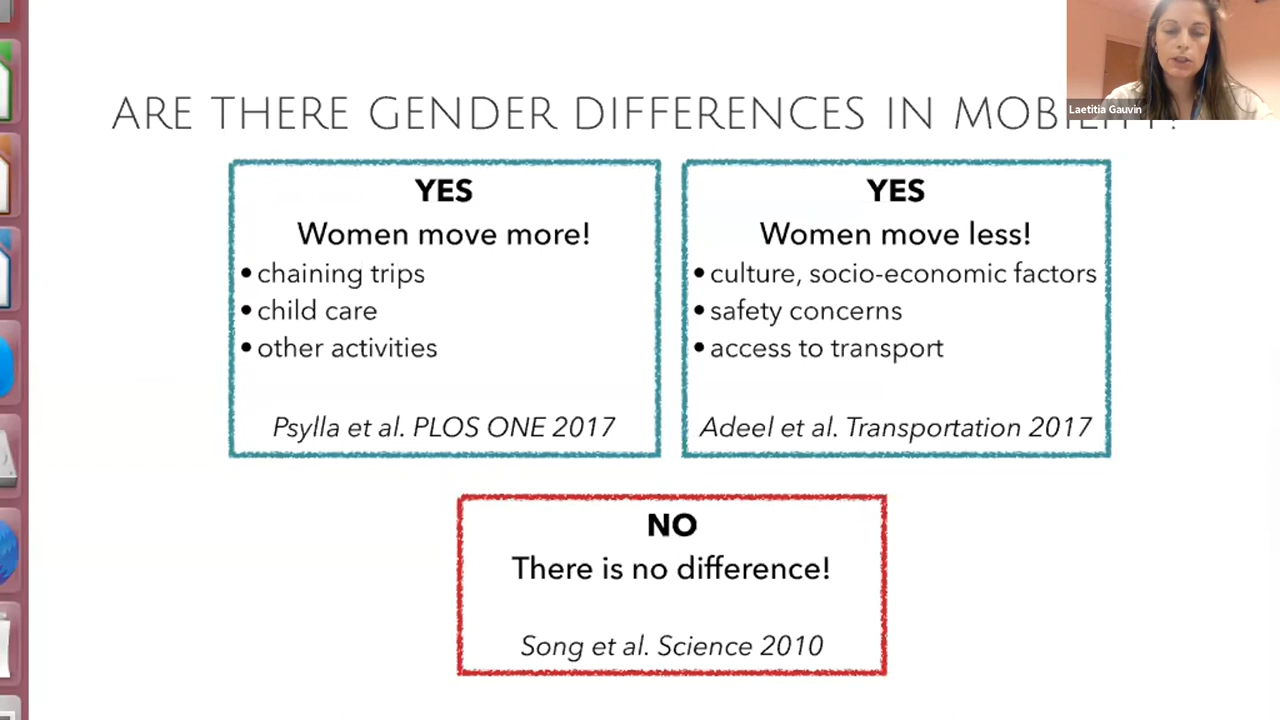 Laetitia Gauvin
ARE THERE GENDER DIFFERENCES IN MOBILITY?
YES
Women move more!
• chaining trips
• child care
• other activities
Psylla et al. PLOS ONE 2017
YES
Women move less!
• culture, socio-economic factors
• safety concerns
• access to transport
Adeel et al. Transportation 2017
NO
There is no difference!
Song et al. Science 2010